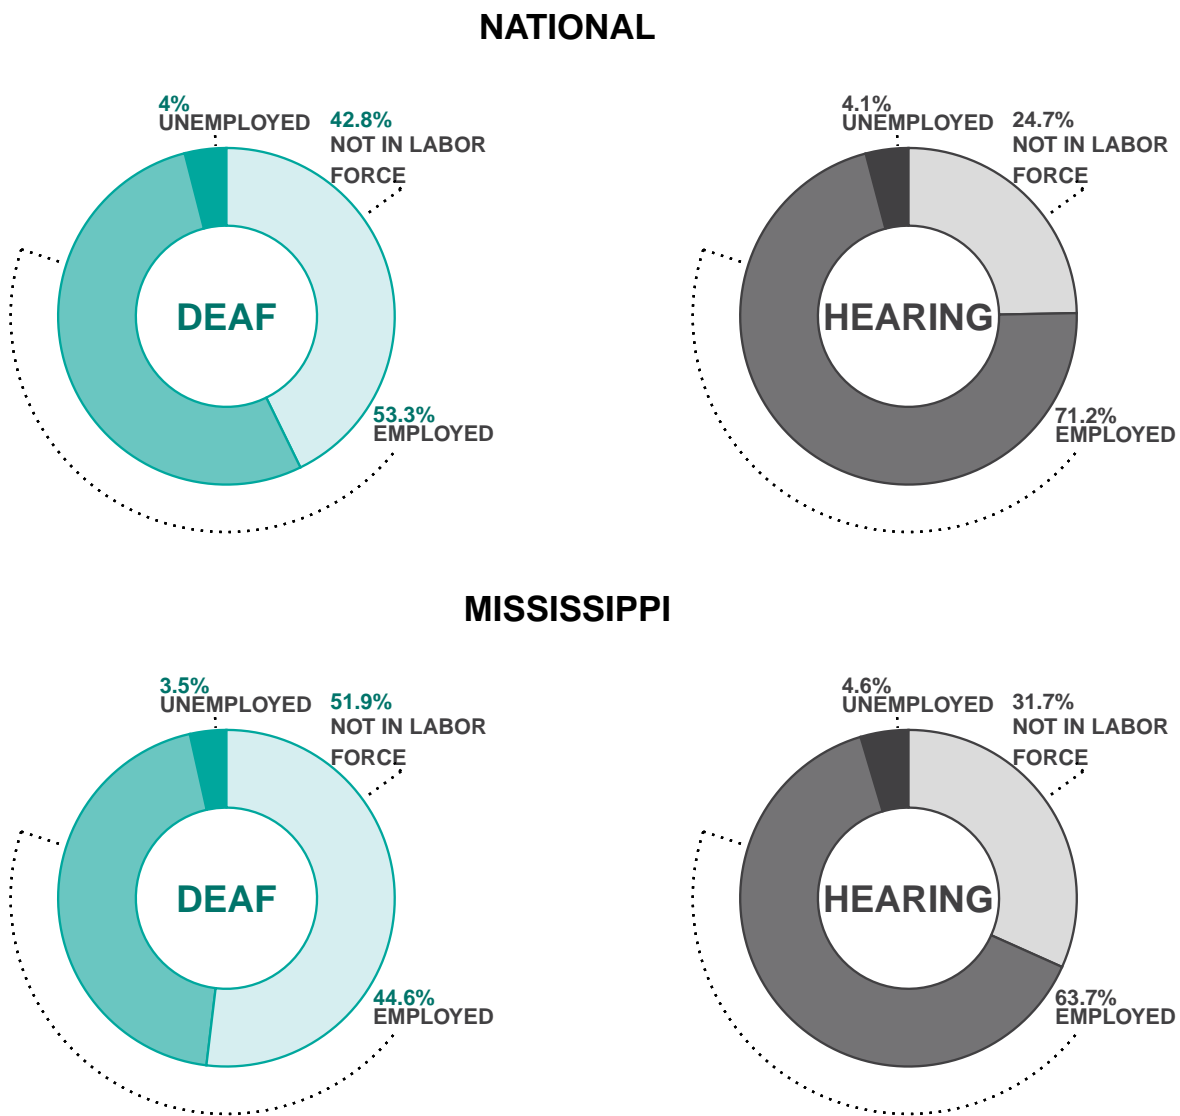 NATIONAL
4%
UNEMPLOYED
42.8%
NOT IN LABOR
FORCE
DEAF
53.3%
EMPLOYED
4.1%
UNEMPLOYED
24.7%
NOT IN LABOR
FORCE
HEARING
71.2%
EMPLOYED
MISSISSIPPI
3.5%
UNEMPLOYED
51.9%
NOT IN LABOR
FORCE
DEAF
44.6%
EMPLOYED
4.6%
UNEMPLOYED
31.7%
NOT IN LABOR
FORCE
HEARING
63.7%
EMPLOYED